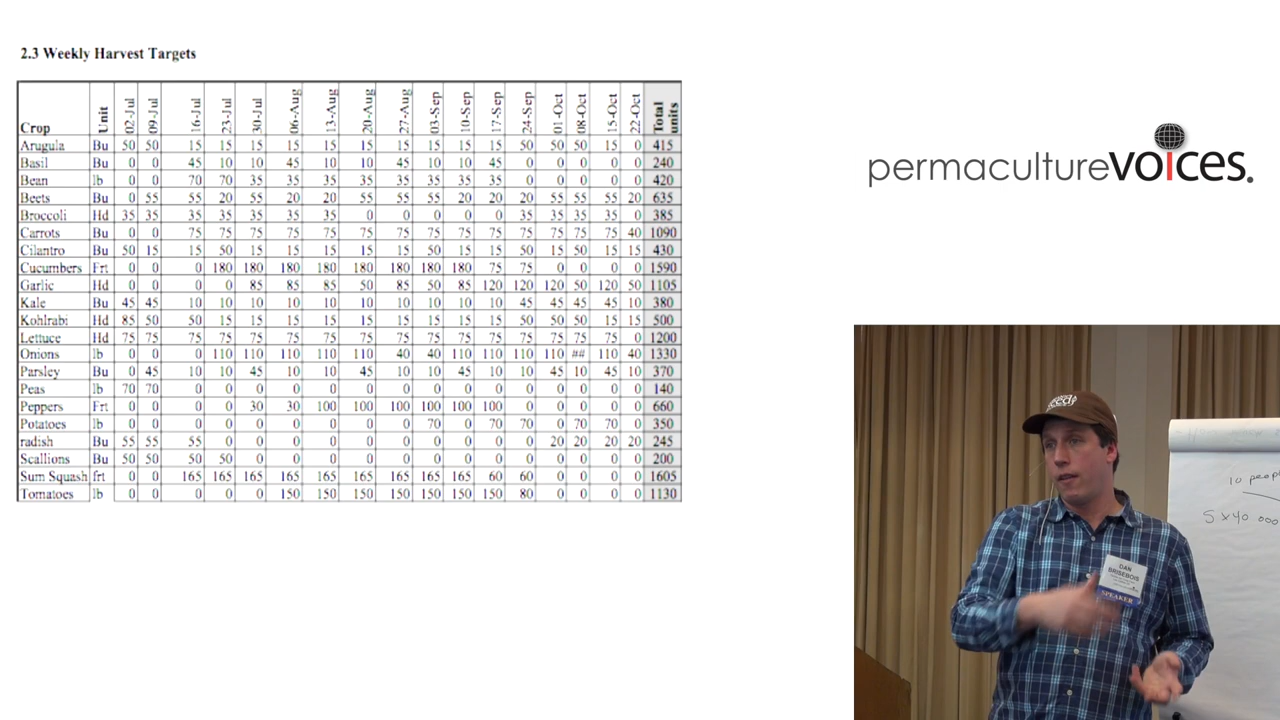 2.3 Weekly Harvest Targets
Crop Unit 02-Jul 09-Jul 16-Jul 23-Jul 30-Jul 06-Aug 13-Aug 20-Aug 27-Aug 03-Sep 10-Sep 17-Sep 24-Sep 01-Oct 08-Oct 15-Oct 22-Oct Total units
Arugula Bu 50 50 15 15 15 15 15 15 15 15 15 15 50 50 50 15 0 415
Basil Bu 0 0 45 10 10 45 10 10 45 10 10 45 0 0 0 0 0 240
Bean lb 0 0 70 70 35 35 35 35 35 35 35 35 0 0 0 0 0 420
Beets Bu 0 55 55 20 55 20 20 55 55 55 20 20 20 55 55 55 20 635
Broccoli Hd 35 35 35 35 35 35 35 0 0 0 0 0 35 35 35 35 0 385
Carrots Bu 0 0 75 75 75 75 75 75 75 75 75 75 75 75 75 75 40 1090
Cilantro Bu 50 15 15 50 15 15 15 15 15 50 15 15 50 15 50 15 15 430
Cucumbers Frt 0 0 0 180 180 180 180 180 180 180 180 75 75 0 0 0 0 1590
Garlic Hd 0 0 0 0 85 85 85 50 85 50 85 120 120 120 50 120 50 1105
Kale Bu 45 45 10 10 10 10 10 10 10 10 10 10 45 45 45 45 10 380
Kohlrabi Hd 85 50 50 15 15 15 15 15 15 15 15 15 50 50 50 15 15 500
Lettuce Hd 75 75 75 75 75 75 75 75 75 75 75 75 75 75 75 75 0 1200
Onions lb 0 0 0 110 110 110 110 110 40 40 110 110 110 110 ## 110 40 1330
Parsley Bu 0 45 10 10 45 10 10 45 10 10 45 10 10 45 10 45 10 370
Peas lb 70 70 0 0 0 0 0 0 0 0 0 0 0 0 0 0 0 140
Peppers Frt 0 0 0 0 30 30 100 100 100 100 100 100 0 0 0 0 0 660
Potatoes lb 0 0 0 0 0 0 0 0 0 70 0 70 70 0 70 70 0 350
radish Bu 55 55 55 0 0 0 0 0 0 0 0 0 0 20 20 20 20 245
Scallions Bu 50 50 50 50 0 0 0 0 0 0 0 0 0 0 0 0 0 200
Sum Squash frt 0 0 165 165 165 165 165 165 165 165 165 60 60 0 0 0 0 1605
Tomatoes lb 0 0 0 0 0 150 150 150 150 150 150 150 80 0 0 0 0 1130
permacultureVOICES.
DAN
BRISEBOIS
SPEAKER
10 peop
5 x 40 000